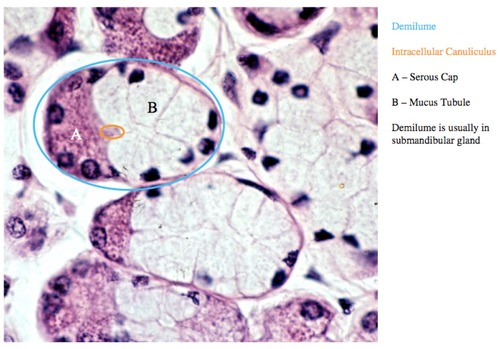 Demilume
Intracellular Canuliculus
A – Serous Cap
B – Mucus Tubule
Demilume is usually in
submandibular gland
B
A